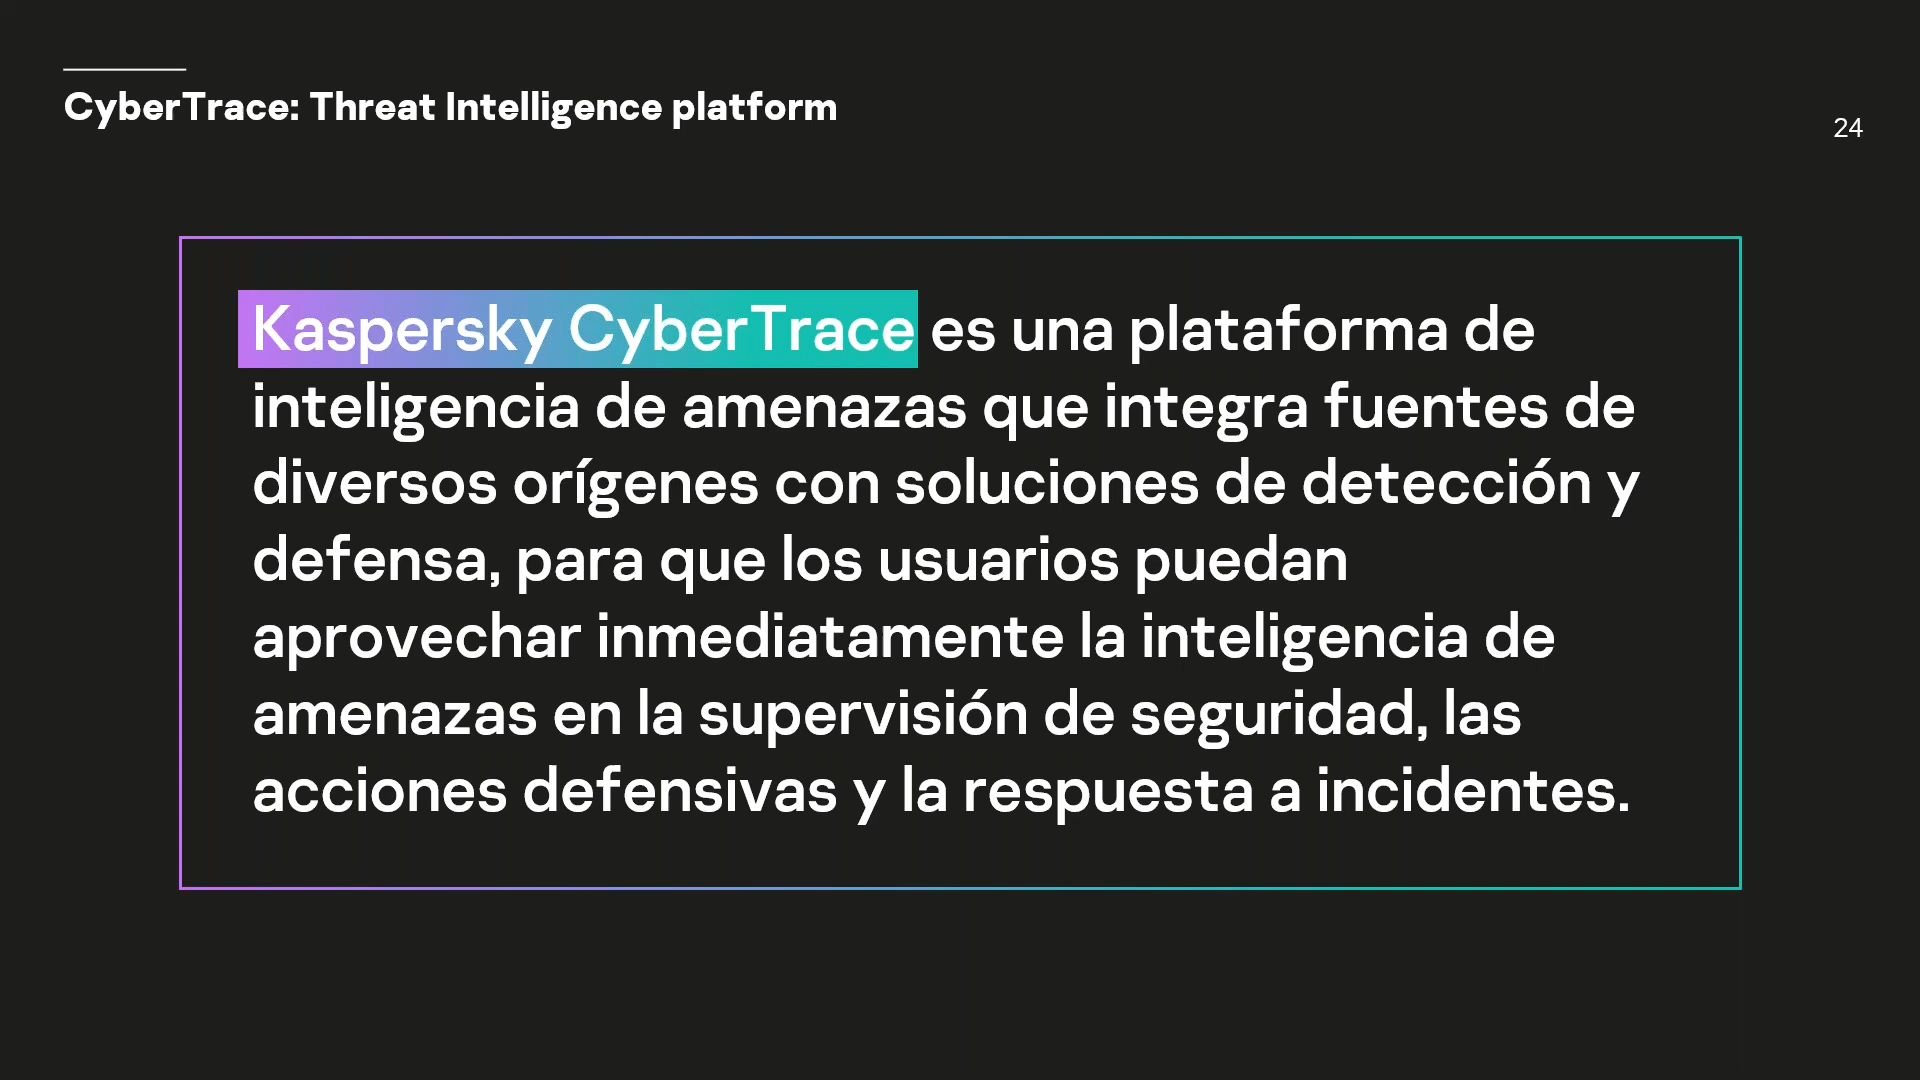 CyberTrace: Threat Intelligence platform
24
Kaspersky CyberTrace es una plataforma de
inteligencia de amenazas que integra fuentes de
diversos orígenes con soluciones de detección y
defensa, para que los usuarios puedan
aprovechar inmediatamente la inteligencia de
amenazas en la supervisión de seguridad, las
acciones defensivas y la respuesta a incidentes.